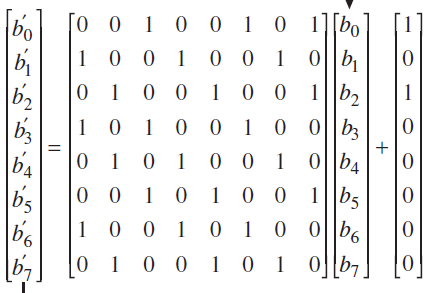 b′0 0 0 1 0 0 1 0 1 b0 1
b′1 1 0 0 1 0 0 1 0 b1 0
b′2 0 1 0 0 1 0 0 1 b2 1
b′3 = 1 0 1 0 0 1 0 0 b3 + 0
b′4 0 1 0 1 0 0 1 0 b4 0
b′5 0 0 1 0 1 0 0 1 b5 0
b′6 1 0 0 1 0 1 0 0 b6 0
b′7 0 1 0 0 1 0 1 0 b7 0